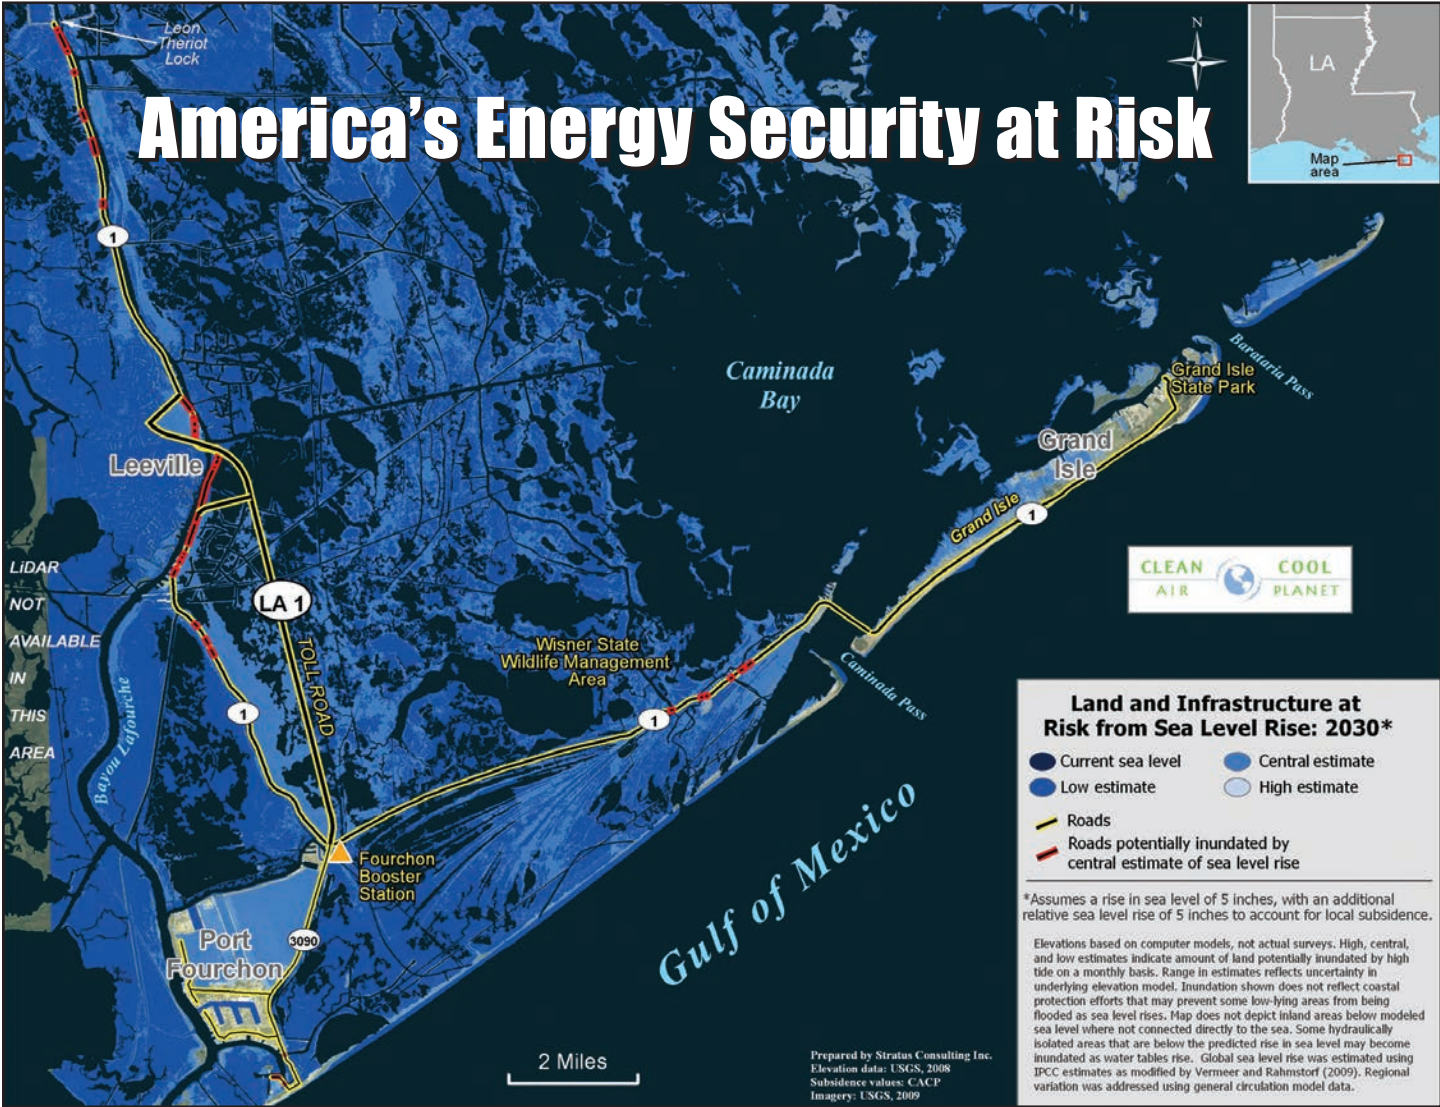 Leon
Theriot
Lock
N
LA
Map
area
America's Energy Security at Risk
1
Caminada
Bay
Barataria Pass
Grand Isle
State Park
Grand
Isle
Grand Isle
1
Leeville
LiDAR
NOT
AVAILABLE
IN
THIS
AREA
LA 1
TOLL ROAD
Bayou Lafourche
1
Wisner State
Wildlife Management
Area
1
Caminada Pass
CLEAN COOL
AIR PLANET
Gulf of Mexico
Fourchon
Booster
Station
3090
Port
Fourchon
2 Miles
Prepared by Stratus Consulting Inc.
Elevation data: USGS, 2008
Subsidence values: CACP
Imagery: USGS, 2009
Land and Infrastructure at
Risk from Sea Level Rise: 2030*
Current sea level
Central estimate
Low estimate
High estimate
Roads
Roads potentially inundated by
central estimate of sea level rise
*Assumes a rise in sea level of 5 inches, with an additional
relative sea level rise of 5 inches to account for local subsidence.
Elevations based on computer models, not actual surveys. High, central,
and low estimates indicate amount of land potentially inundated by high
tide on a monthly basis. Range in estimates reflects uncertainty in
underlying elevation model. Inundation shown does not reflect coastal
protection efforts that may prevent some low-lying areas from being
flooded as sea level rises. Map does not depict inland areas below modeled
sea level where not connected directly to the sea. Some hydraulically
isolated areas that are below the predicted rise in sea level may become
inundated as water tables rise. Global sea level rise was estimated using
IPCC estimates as modified by Vermeer and Rahmstorf (2009). Regional
variation was addressed using general circulation model data.